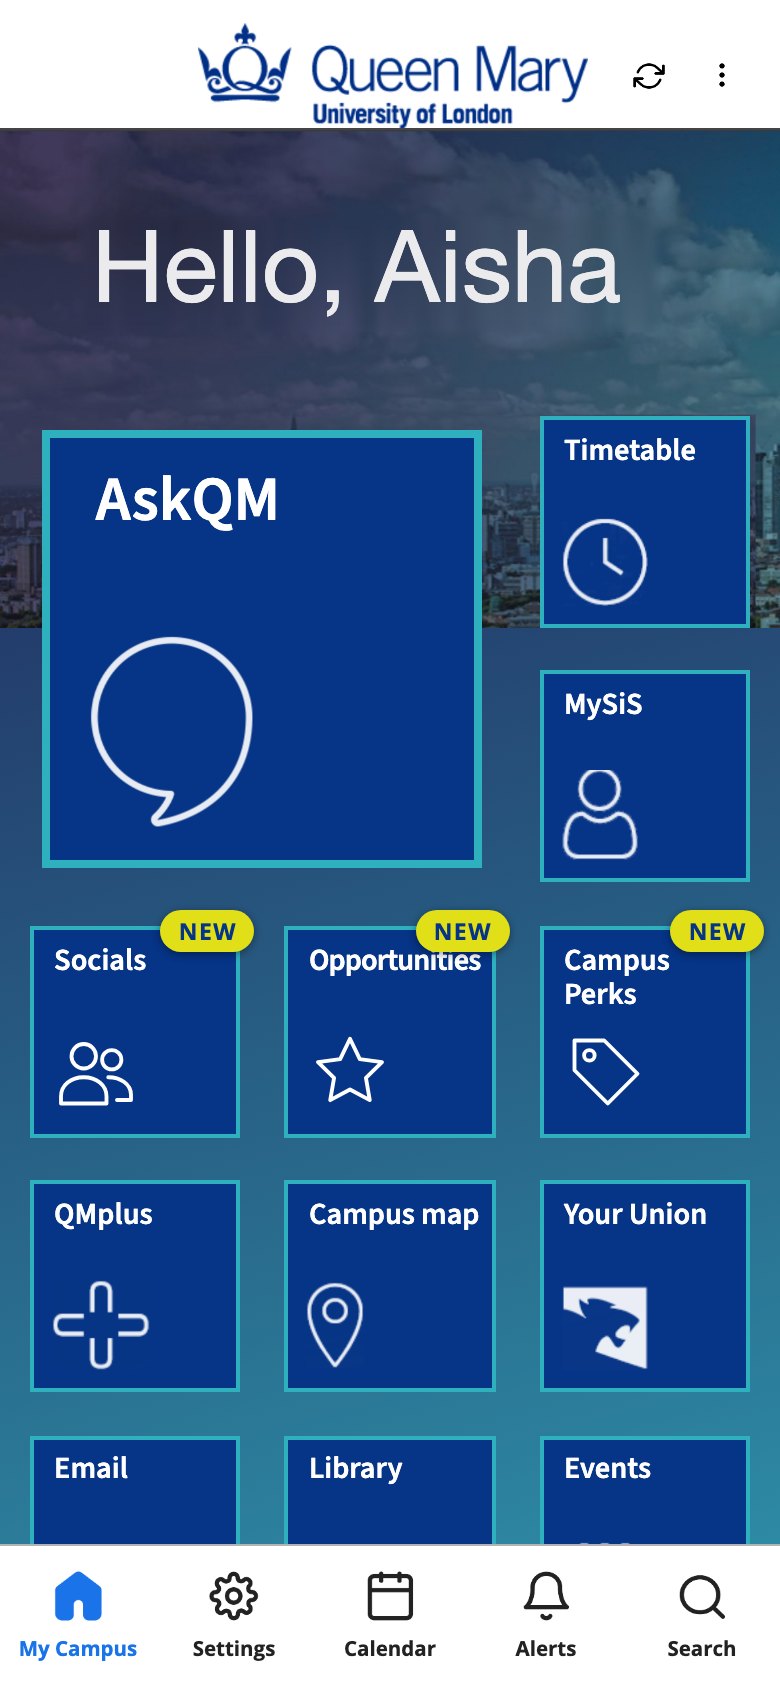 Queen Mary
University of London
Hello, Aisha
AskQM
Timetable
MySiS
NEW
NEW
NEW
Socials
Opportunities
Campus
Perks
QMplus
Campus map
Your Union
Email
Library
Events
My Campus
Settings
Calendar
Alerts
Search